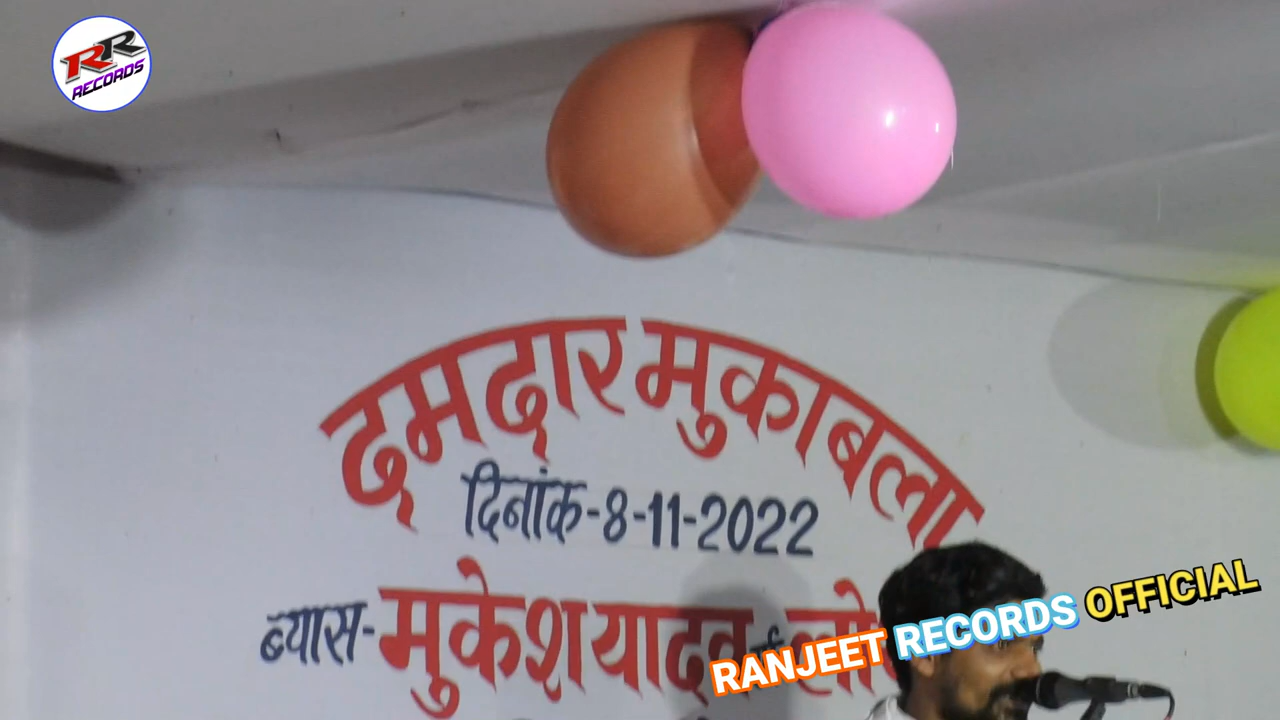 RR
RECORDS
दमदार मुकाबला
दिनांक-8-11-2022
ब्यास-मुकेश यादव
RANJEET RECORDS OFFICIAL